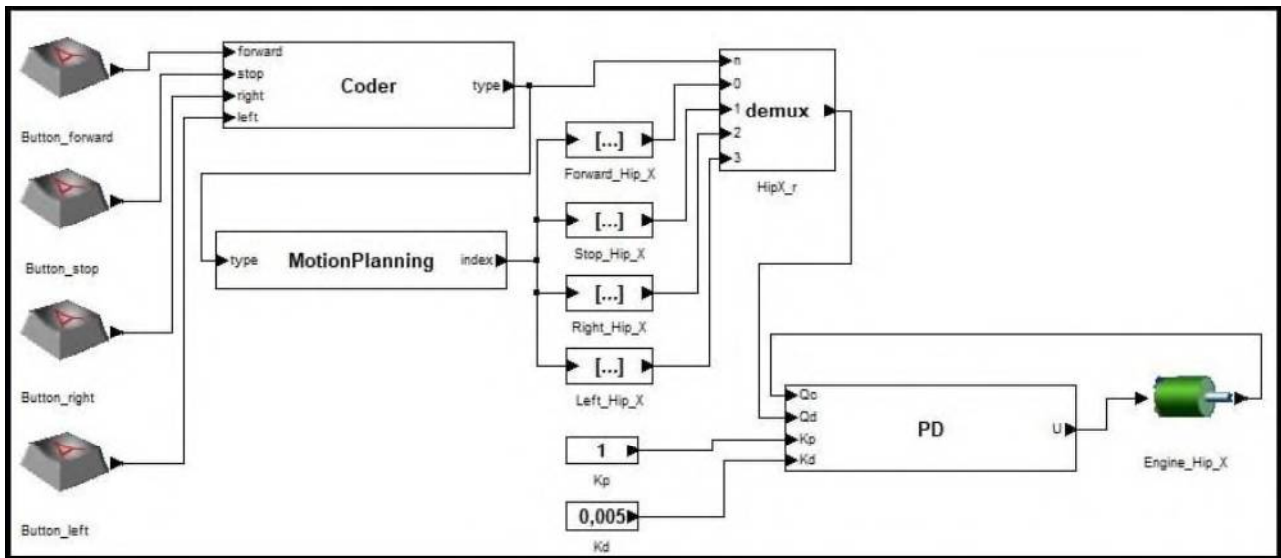 Button_forward
Button_stop
Button_right
Button_left
forward
stop
right
left
Coder
type
type
MotionPlanning
index
[...]
Forward_Hip_X
[...]
Stop_Hip_X
[...]
Right_Hip_X
[...]
Left_Hip_X
n
0
1
2
3
demux
HipX_r
1
Kp
0,005
Kd
Qc
Qd
Kp
Kd
PD
U
Engine_Hip_X